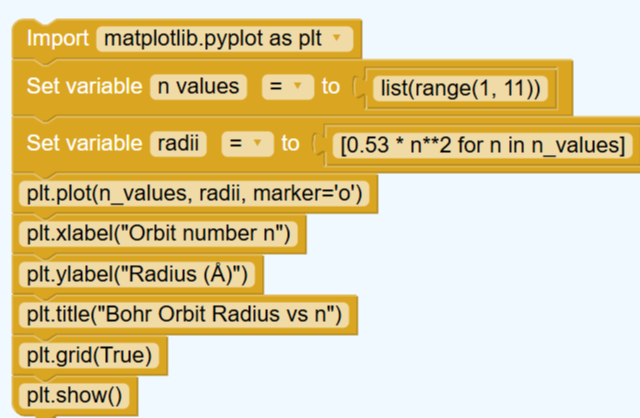 Import matplotlib.pyplot as plt
Set variable n values = to list(range(1, 11))
Set variable radii = to [0.53 * n**2 for n in n_values]
plt.plot(n_values, radii, marker='o')
plt.xlabel("Orbit number n")
plt.ylabel("Radius (Å)")
plt.title("Bohr Orbit Radius vs n")
plt.grid(True)
plt.show()